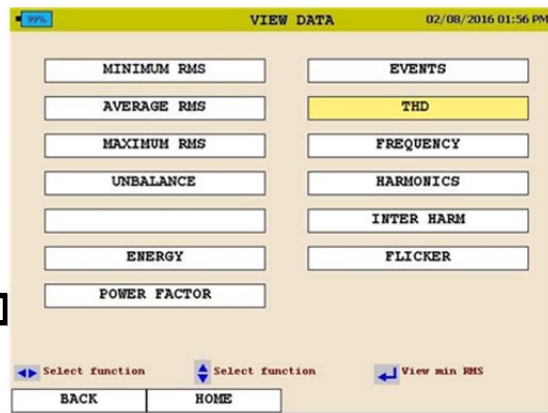 99% VIEW DATA 02/08/2016 01:56 PM
MINIMUM RMS EVENTS
AVERAGE RMS THD
MAXIMUM RMS FREQUENCY
UNBALANCE HARMONICS
INTER HARM
ENERGY FLICKER
POWER FACTOR
Select function Select function View min RMS
BACK HOME